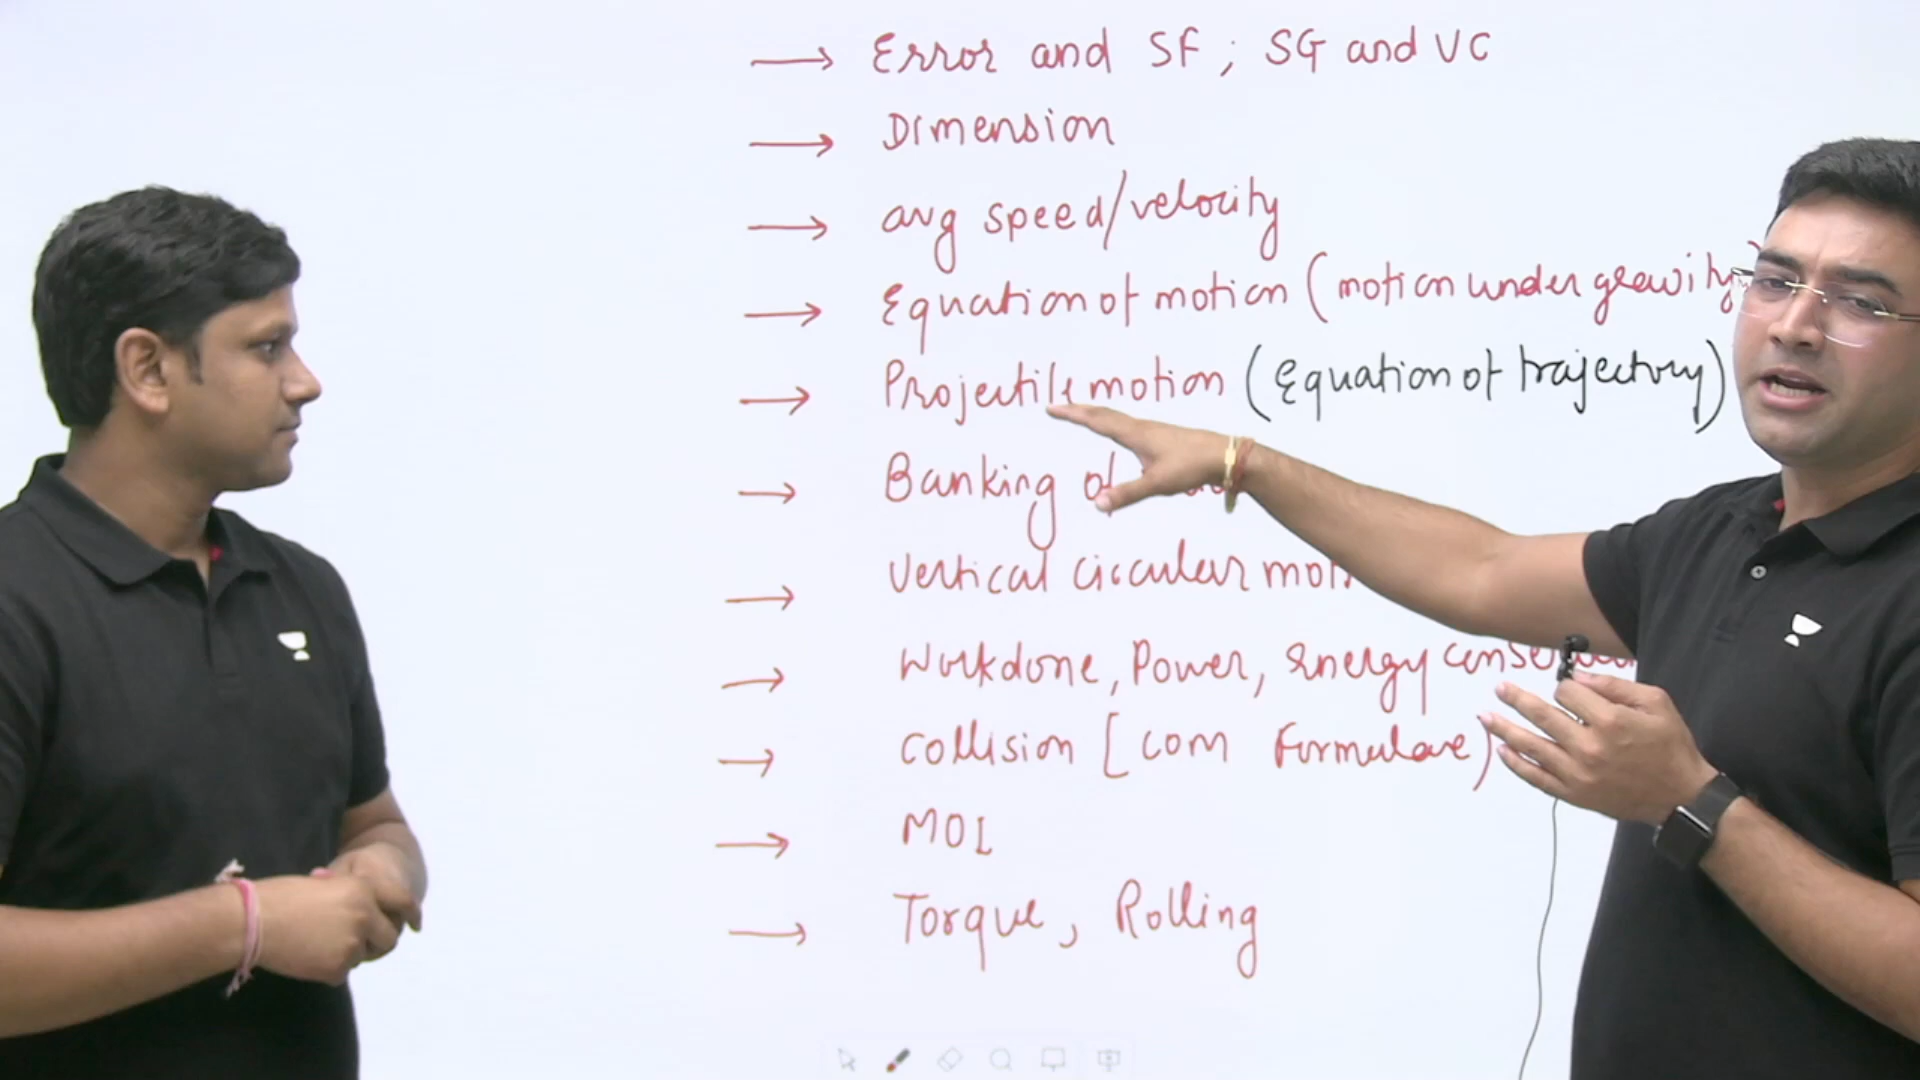 → Error and SF ; SG and VC
→ Dimension
→ avg speed/velocity
→ Equation of motion (motion under gravity)
→ Projectile motion (Equation of trajectory)
→ Banking of
→ Vertical circular
→ Workdone, Power, Energy
→ Collision [COM Formulae)
→ MOI
→ Torque, Rolling